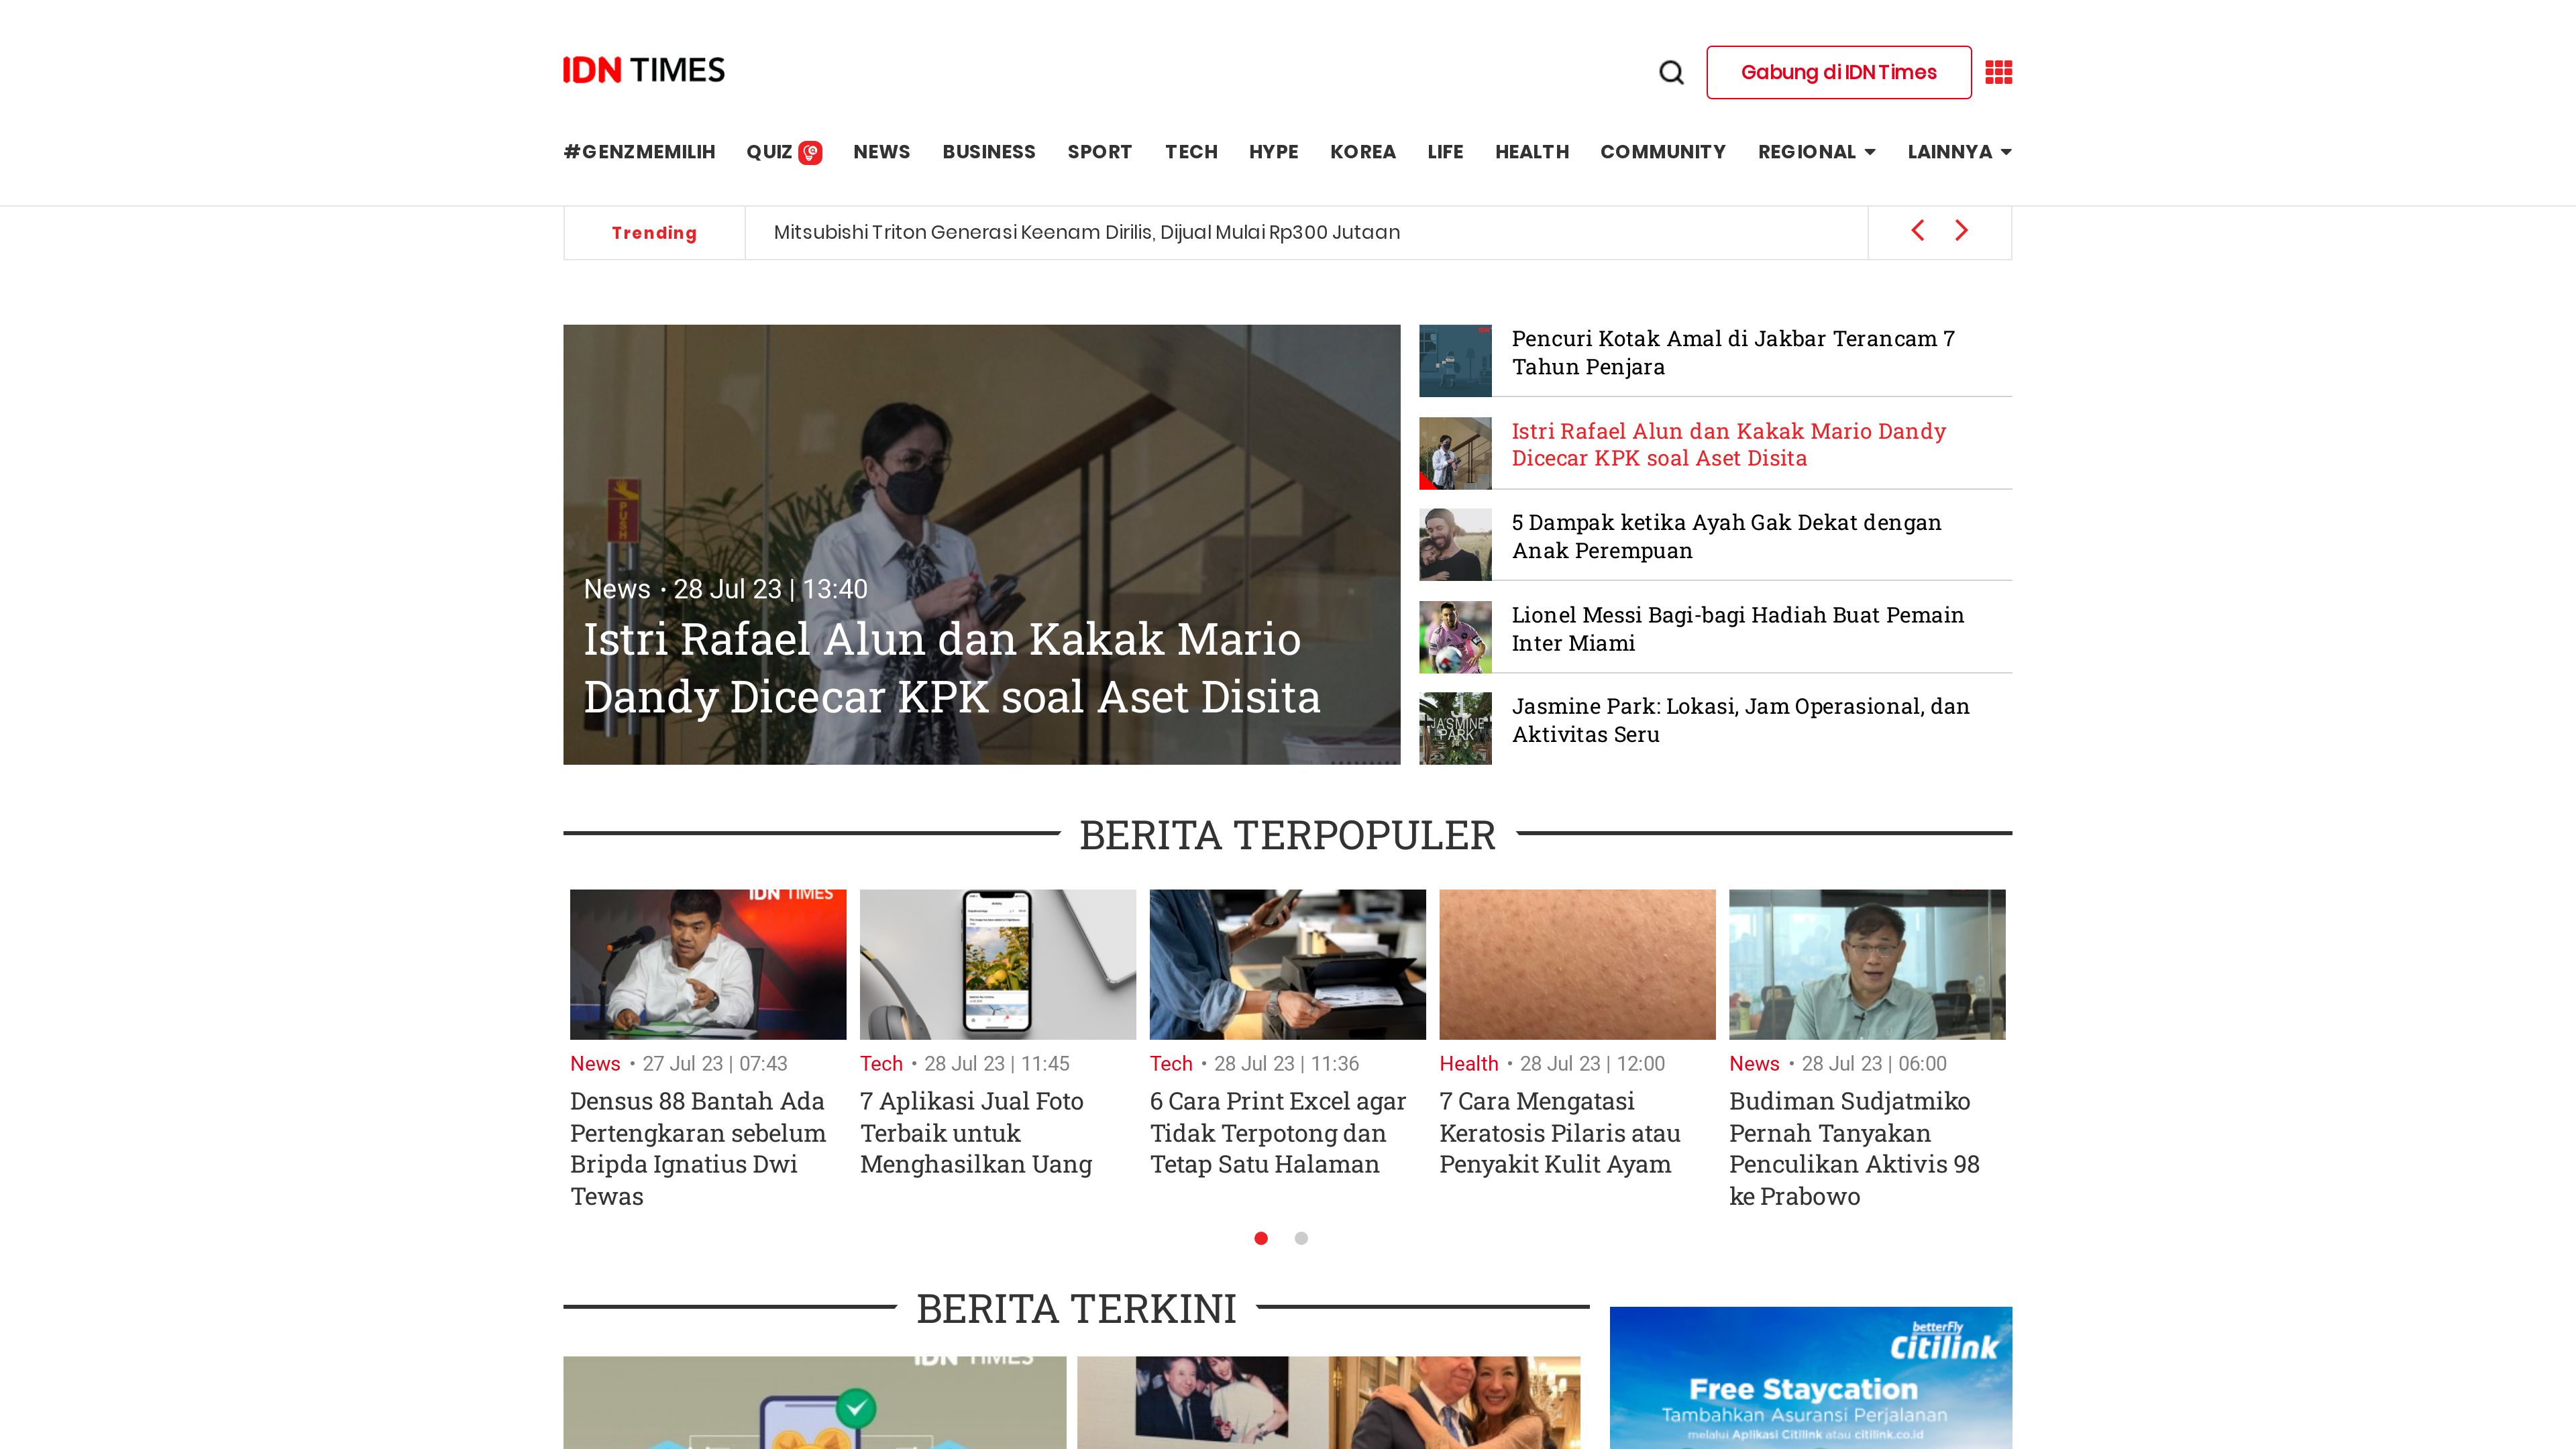 IDN TIMES
Gabung di IDN Times
#GENZMEMILIH QUIZ NEWS BUSINESS SPORT TECH HYPE KOREA LIFE HEALTH COMMUNITY REGIONAL LAINNYA
Trending
Mitsubishi Triton Generasi Keenam Dirilis, Dijual Mulai Rp300 Jutaan
PUSH
News • 28 Jul 23 | 13:40
Istri Rafael Alun dan Kakak Mario
Dandy Dicecar KPK soal Aset Disita
Pencuri Kotak Amal di Jakbar Terancam 7
Tahun Penjara
Istri Rafael Alun dan Kakak Mario Dandy
Dicecar KPK soal Aset Disita
5 Dampak ketika Ayah Gak Dekat dengan
Anak Perempuan
Lionel Messi Bagi-bagi Hadiah Buat Pemain
Inter Miami
JASMINE
PARK
Jasmine Park: Lokasi, Jam Operasional, dan
Aktivitas Seru
BERITA TERPOPULER
IDN TIMES
News • 27 Jul 23 | 07:43
Densus 88 Bantah Ada
Pertengkaran sebelum
Bripda Ignatius Dwi
Tewas
Tech • 28 Jul 23 | 11:45
7 Aplikasi Jual Foto
Terbaik untuk
Menghasilkan Uang
Tech • 28 Jul 23 | 11:36
6 Cara Print Excel agar
Tidak Terpotong dan
Tetap Satu Halaman
Health • 28 Jul 23 | 12:00
7 Cara Mengatasi
Keratosis Pilaris atau
Penyakit Kulit Ayam
News • 28 Jul 23 | 06:00
Budiman Sudjatmiko
Pernah Tanyakan
Penculikan Aktivis 98
ke Prabowo
BERITA TERKINI
IDN TIMES
betterFly
Citilink
Free Staycation
Tambahkan Asuransi Perjalanan
melalui Aplikasi Citilink atau citilink.co.id